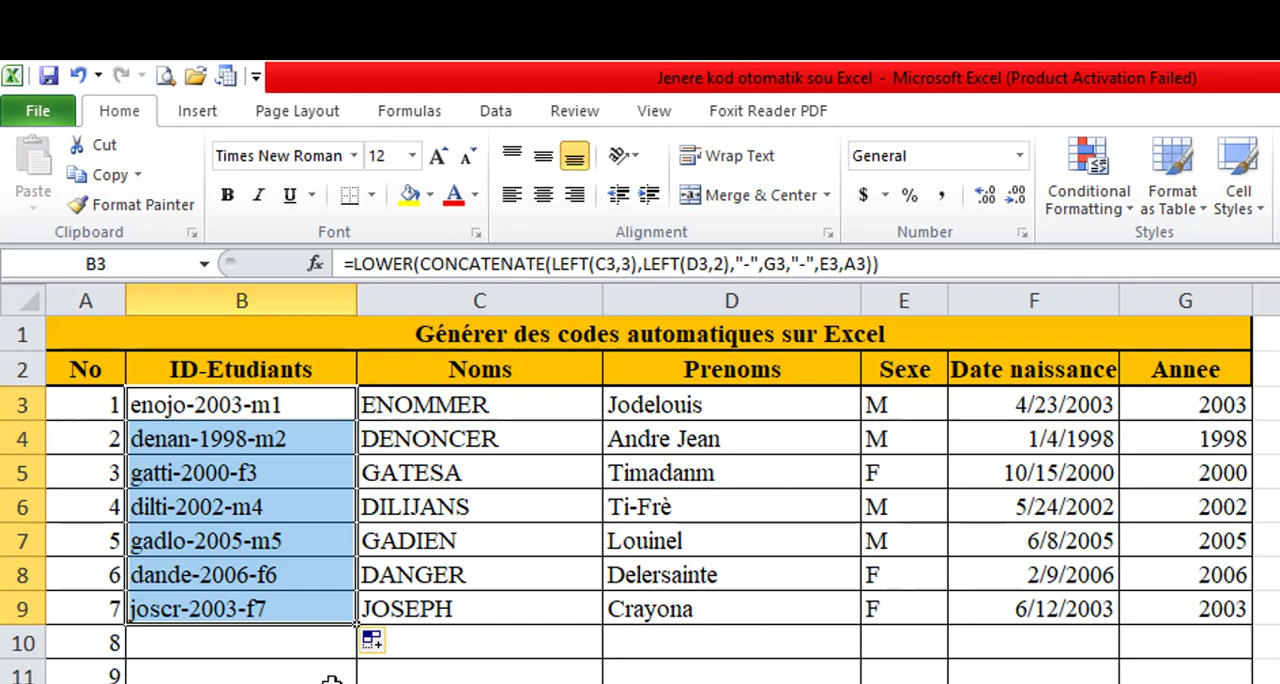 Jenere kod otomatik sou Excel - Microsoft Excel (Product Activation Failed)
File Home Insert Page Layout Formulas Data Review View Foxit Reader PDF
Paste Cut Copy Format Painter Clipboard
Times New Roman 12 A A B I U A Font
Wrap Text Merge & Center Alignment
General $ % , .00 .00 Number
Conditional Formatting Format as Table Cell Styles Styles
B3 fx =LOWER(CONCATENATE(LEFT(C3,3),LEFT(D3,2),"-",G3,"-",E3,A3))
A B C D E F G
1 Générer des codes automatiques sur Excel
2 No ID-Etudiants Noms Prenoms Sexe Date naissance Annee
3 1 enojo-2003-m1 ENOMMER Jodelouis M 4/23/2003 2003
4 2 denan-1998-m2 DENONCER Andre Jean M 1/4/1998 1998
5 3 gatti-2000-f3 GATESA Timadanm F 10/15/2000 2000
6 4 dilti-2002-m4 DILIJANS Ti-Frè M 5/24/2002 2002
7 5 gadlo-2005-m5 GADIEN Louinel M 6/8/2005 2005
8 6 dande-2006-f6 DANGER Delersainte F 2/9/2006 2006
9 7 joscr-2003-f7 JOSEPH Crayona F 6/12/2003 2003
10 8
11 9